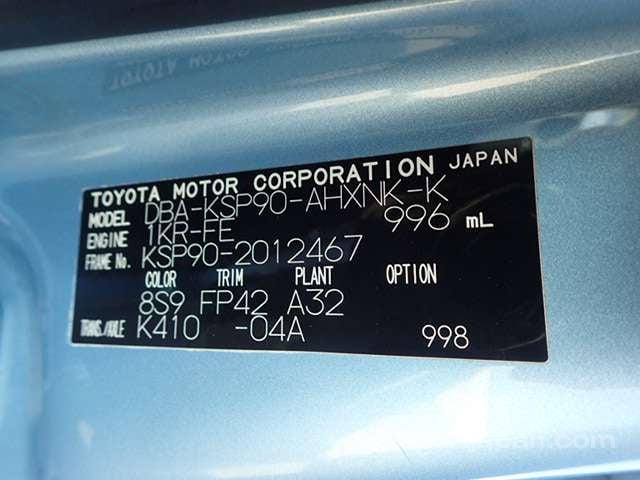 TOYOTA MOTOR CORPORATION JAPAN
MODEL DBA-KSP90-AHXNK-K
ENGINE 1KR-FE 996 mL
FRAME No. KSP90-2012467
COLOR TRIM PLANT OPTION
8S9 FP42 A32
TRANS./AXLE K410 -04A 998